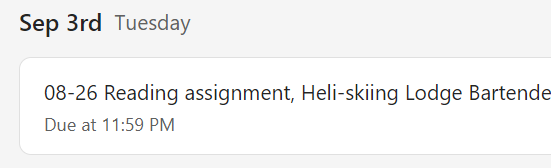 Sep 3rd Tuesday
08-26 Reading assignment, Heli-skiing Lodge Bartende
Due at 11:59 PM